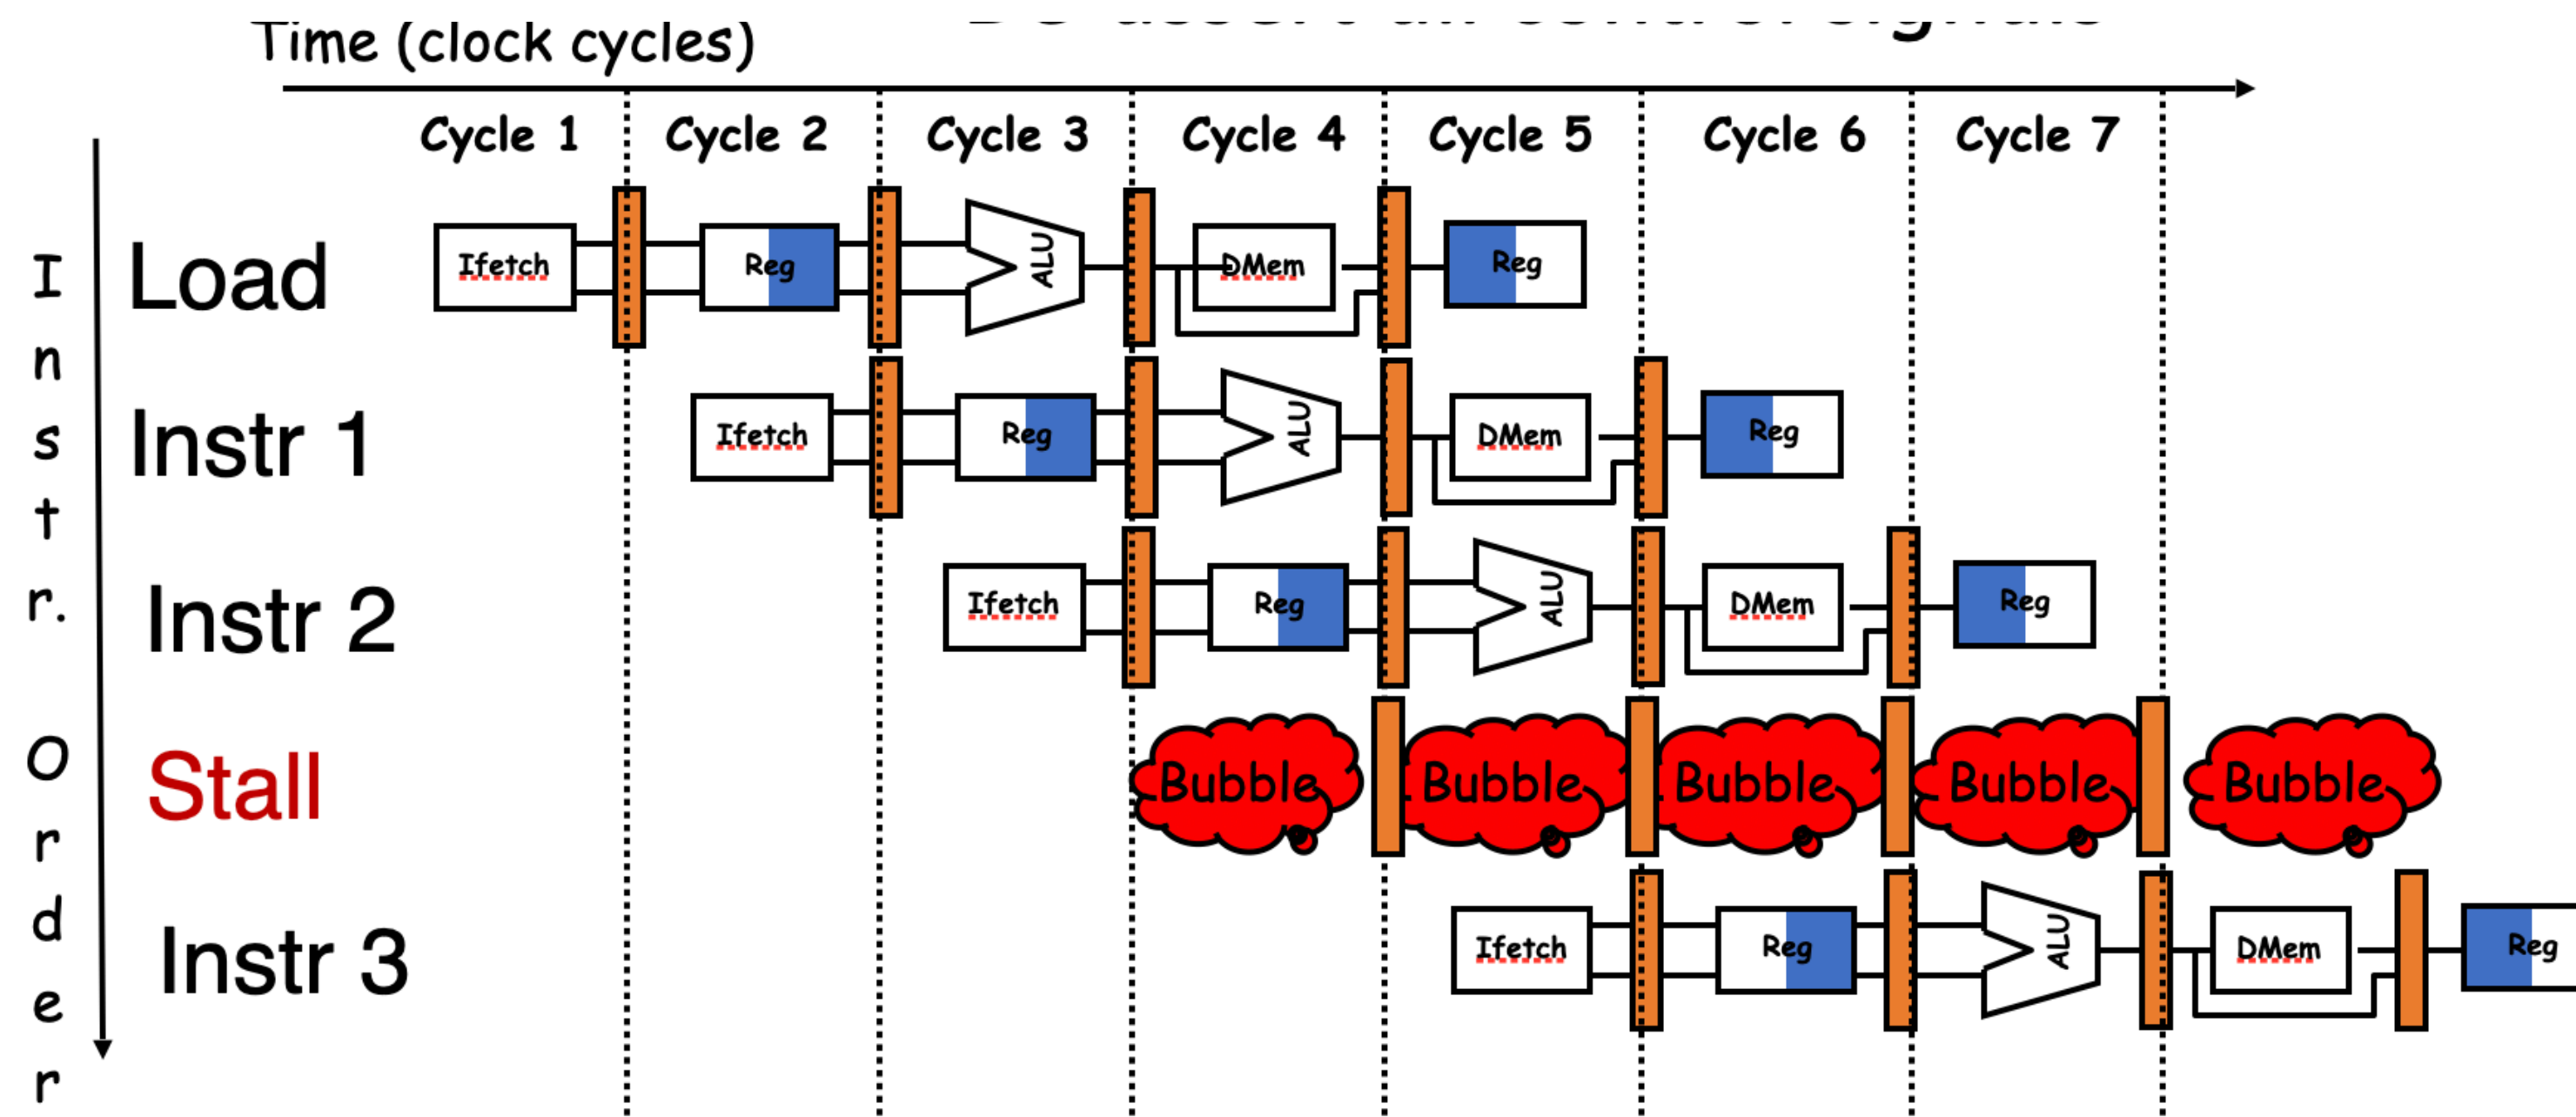 Time (clock cycles)
Cycle 1 Cycle 2 Cycle 3 Cycle 4 Cycle 5 Cycle 6 Cycle 7
Instr. Order
Load Ifetch Reg ALU DMem Reg
Instr 1 Ifetch Reg ALU DMem Reg
Instr 2 Ifetch Reg ALU DMem Reg
Stall Bubble Bubble Bubble Bubble Bubble
Instr 3 Ifetch Reg ALU DMem Reg